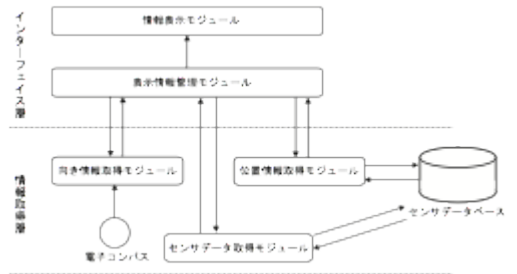 インターフェイス層
情報表示モジュール
表示情報管理モジュール
情報取得層
向き情報取得モジュール
位置情報取得モジュール
電子コンパス
センサデータ取得モジュール
センサデータベース